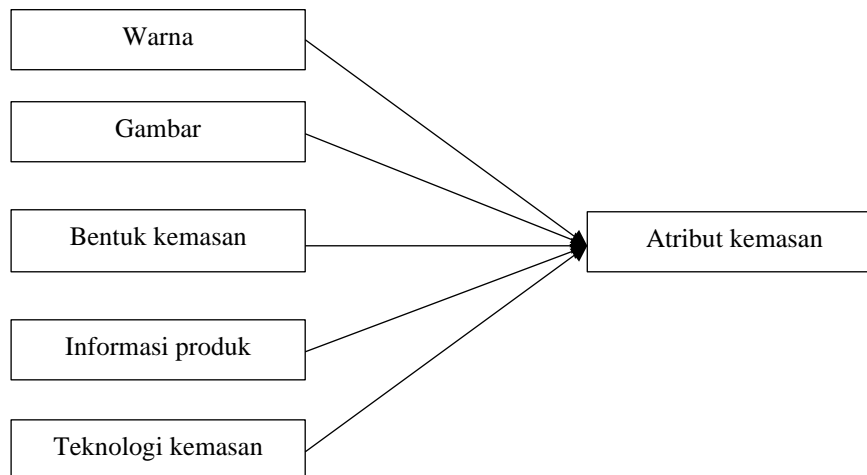 Warna
Gambar
Bentuk kemasan
Atribut kemasan
Informasi produk
Teknologi kemasan